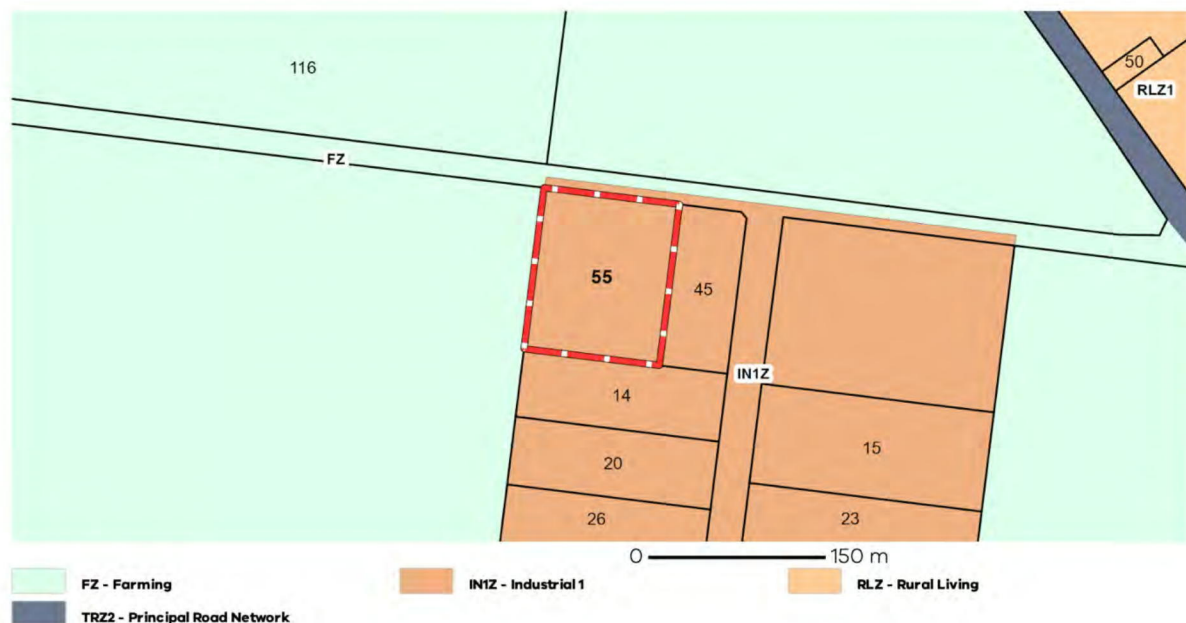 116
50
RLZ1
FZ
55
45
IN1Z
14
15
20
26
23
0 150 m
FZ - Farming
IN1Z - Industrial 1
RLZ - Rural Living
TRZ2 - Principal Road Network